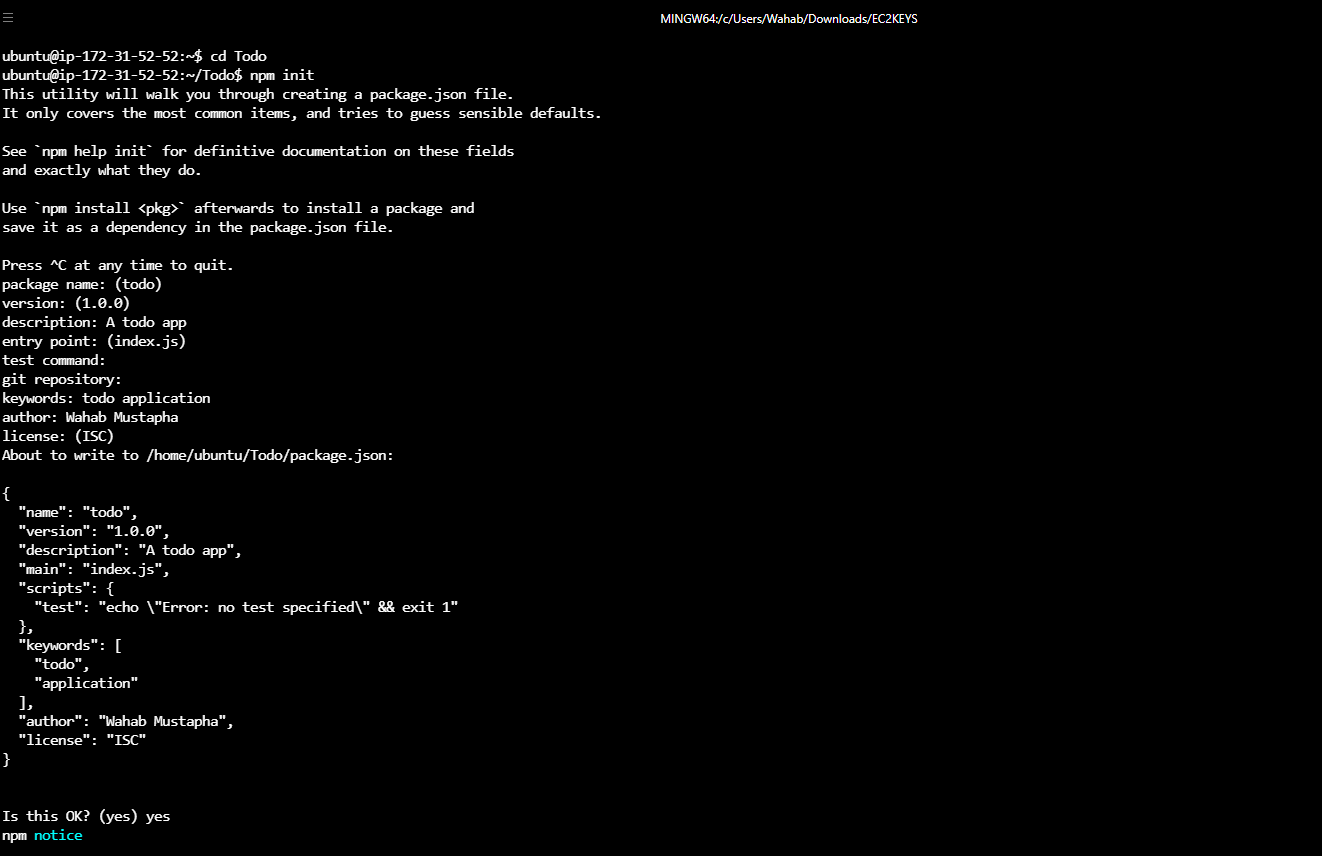 MINGW64:/c/Users/Wahab/Downloads/EC2KEYS
ubuntu@ip-172-31-52-52:~$ cd Todo
ubuntu@ip-172-31-52-52:~/Todo$ npm init
This utility will walk you through creating a package.json file.
It only covers the most common items, and tries to guess sensible defaults.

See `npm help init` for definitive documentation on these fields
and exactly what they do.

Use `npm install <pkg>` afterwards to install a package and
save it as a dependency in the package.json file.

Press ^C at any time to quit.
package name: (todo)
version: (1.0.0)
description: A todo app
entry point: (index.js)
test command:
git repository:
keywords: todo application
author: Wahab Mustapha
license: (ISC)
About to write to /home/ubuntu/Todo/package.json:

{
  "name": "todo",
  "version": "1.0.0",
  "description": "A todo app",
  "main": "index.js",
  "scripts": {
    "test": "echo \"Error: no test specified\" && exit 1"
  },
  "keywords": [
    "todo",
    "application"
  ],
  "author": "Wahab Mustapha",
  "license": "ISC"
}

Is this OK? (yes) yes
npm notice